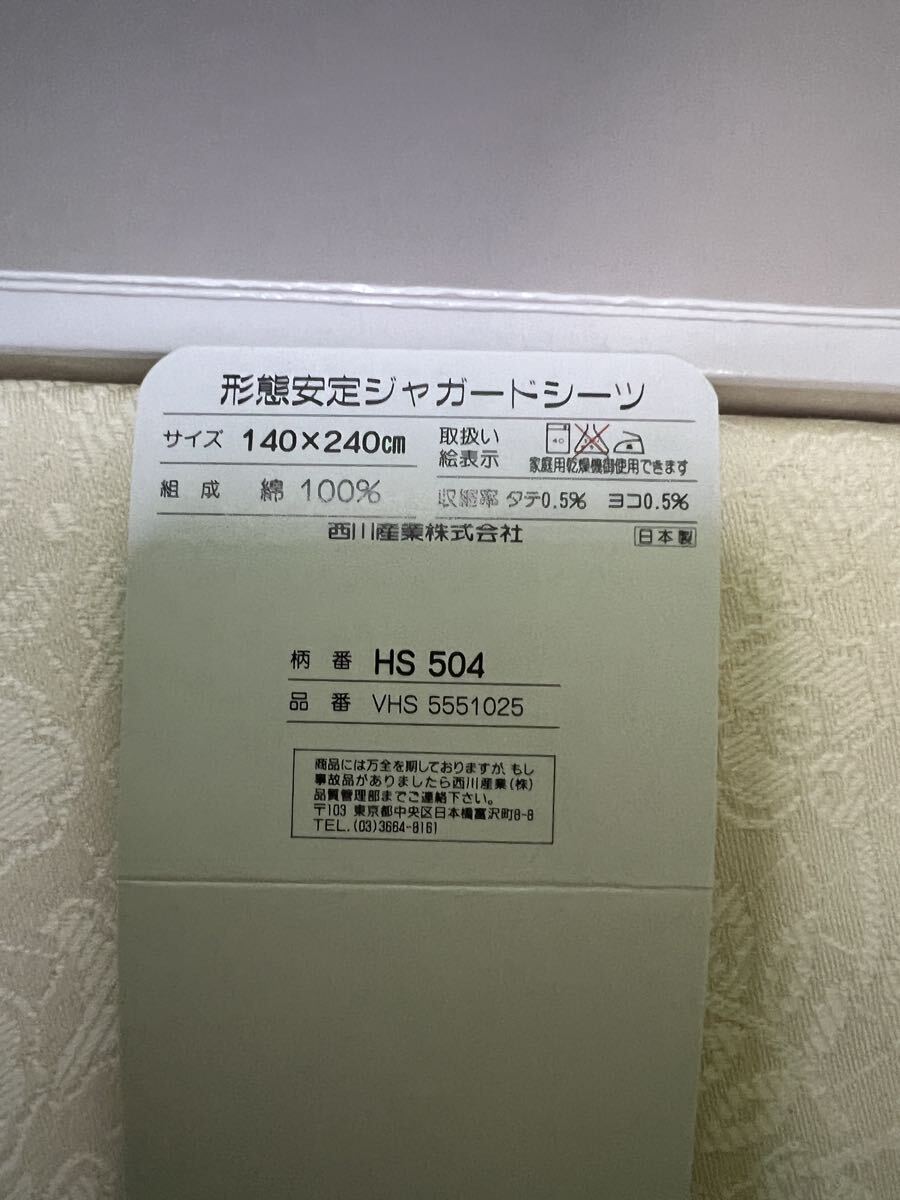 形態安定ジャガードシーツ
サイズ 140×240cm
取扱い
絵表示
40
家庭用乾燥機御使用できます
組成 綿 100%
収縮率 タテ0.5% ヨコ0.5%
西川産業株式会社
日本製
柄番 HS 504
品番 VHS 5551025
商品には万全を期しておりますが、もし
事故品がありましたら西川産業(株)
品質管理部までご連絡下さい。
〒103 東京都中央区日本橋富沢町8-8
TEL.(03)3664-8161